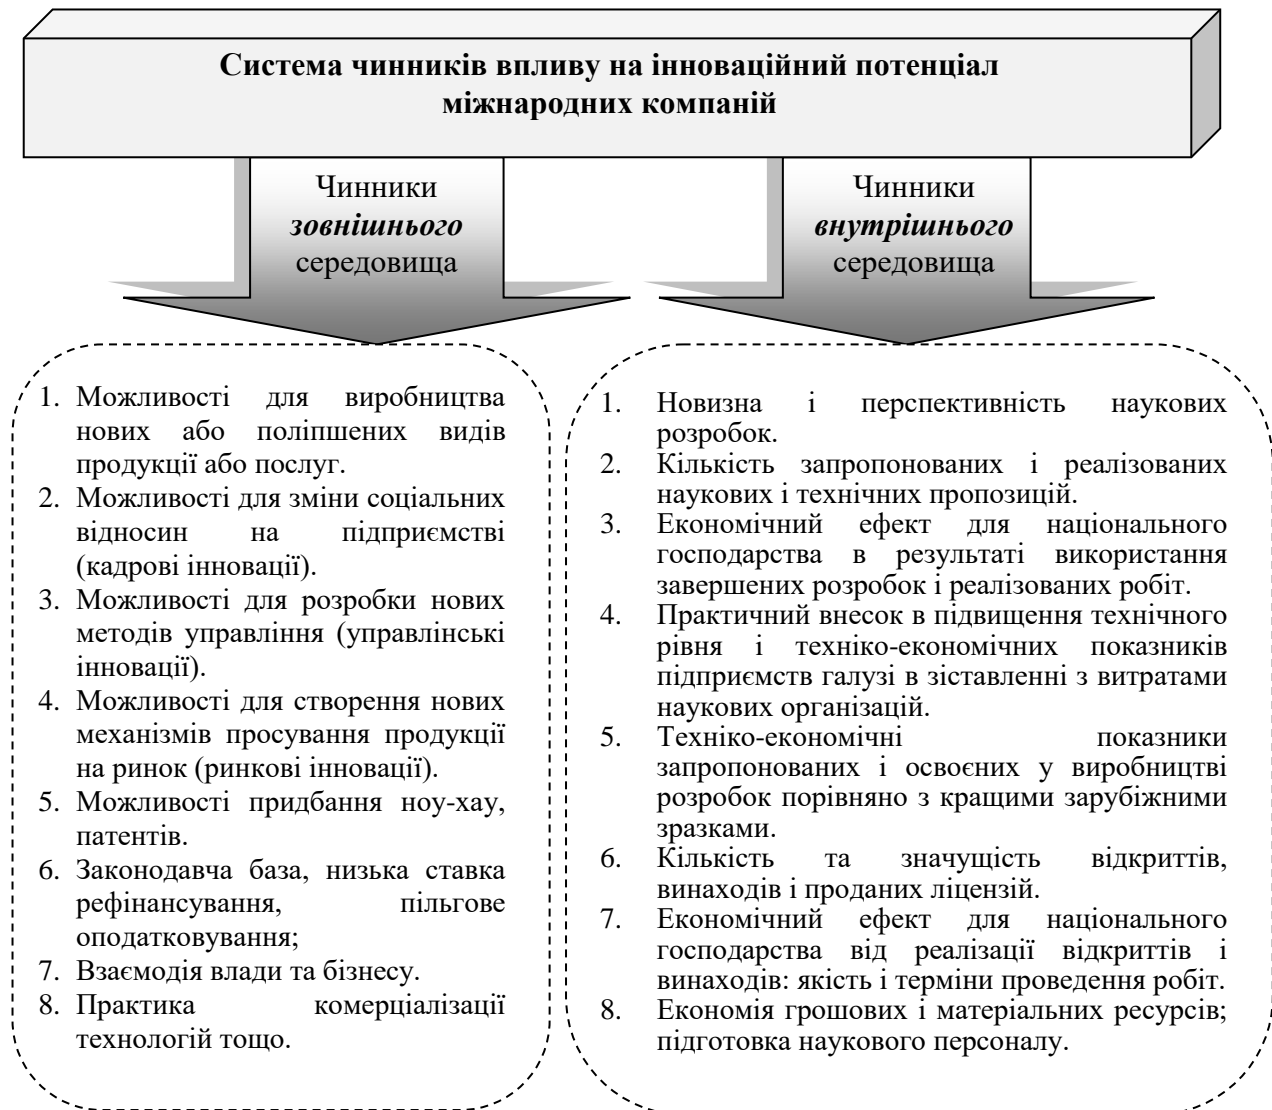 Система чинників впливу на інноваційний потенціал
міжнародних компаній
Чинники
зовнішнього
середовища
Чинники
внутрішнього
середовища
1. Можливості для виробництва
нових або поліпшених видів
продукції або послуг.
2. Можливості для зміни соціальних
відносин на підприємстві
(кадрові інновації).
3. Можливості для розробки нових
методів управління (управлінські
інновації).
4. Можливості для створення нових
механізмів просування продукції
на ринок (ринкові інновації).
5. Можливості придбання ноу-хау,
патентів.
6. Законодавча база, низька ставка
рефінансування, пільгове
оподатковування;
7. Взаємодія влади та бізнесу.
8. Практика комерціалізації
технологій тощо.
1. Новизна і перспективність наукових
розробок.
2. Кількість запропонованих і реалізованих
наукових і технічних пропозицій.
3. Економічний ефект для національного
господарства в результаті використання
завершених розробок і реалізованих робіт.
4. Практичний внесок в підвищення технічного
рівня і техніко-економічних показників
підприємств галузі в зіставленні з витратами
наукових організацій.
5. Техніко-економічні показники
запропонованих і освоєних у виробництві
розробок порівняно з кращими зарубіжними
зразками.
6. Кількість та значущість відкриттів,
винаходів і проданих ліцензій.
7. Економічний ефект для національного
господарства від реалізації відкриттів і
винаходів: якість і терміни проведення робіт.
8. Економія грошових і матеріальних ресурсів;
підготовка наукового персоналу.